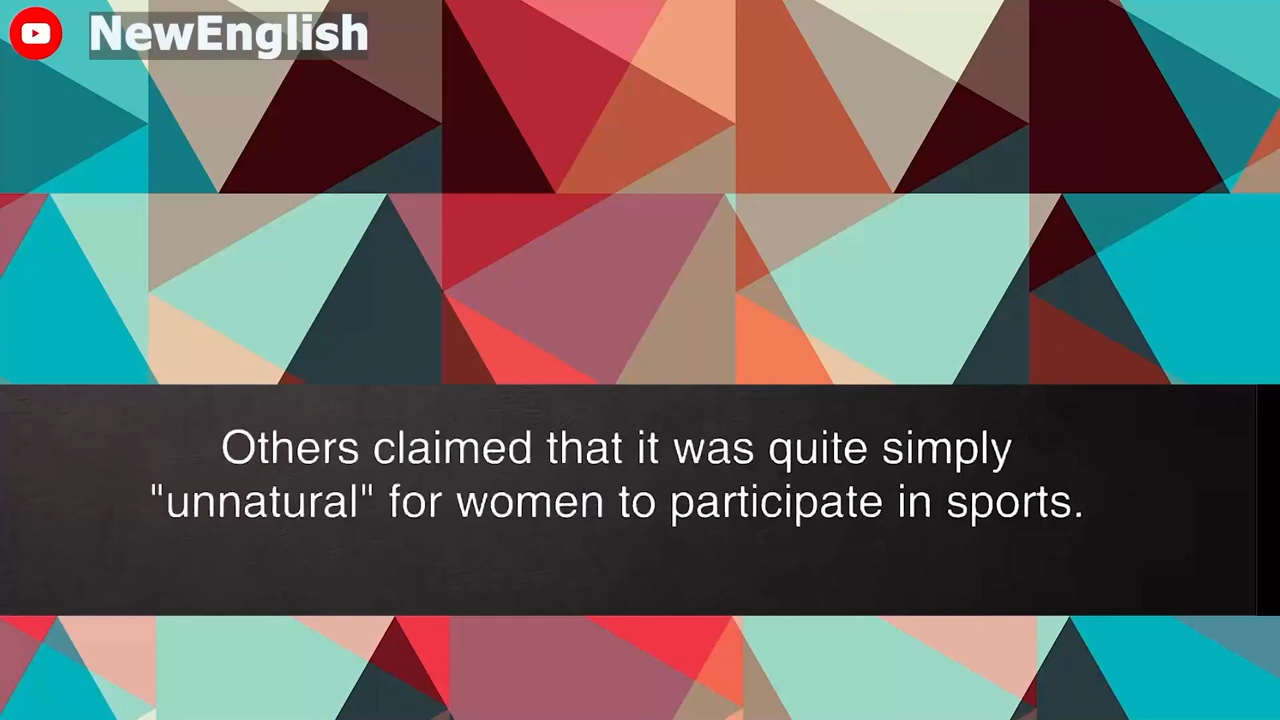 NewEnglish
Others claimed that it was quite simply
"unnatural" for women to participate in sports.